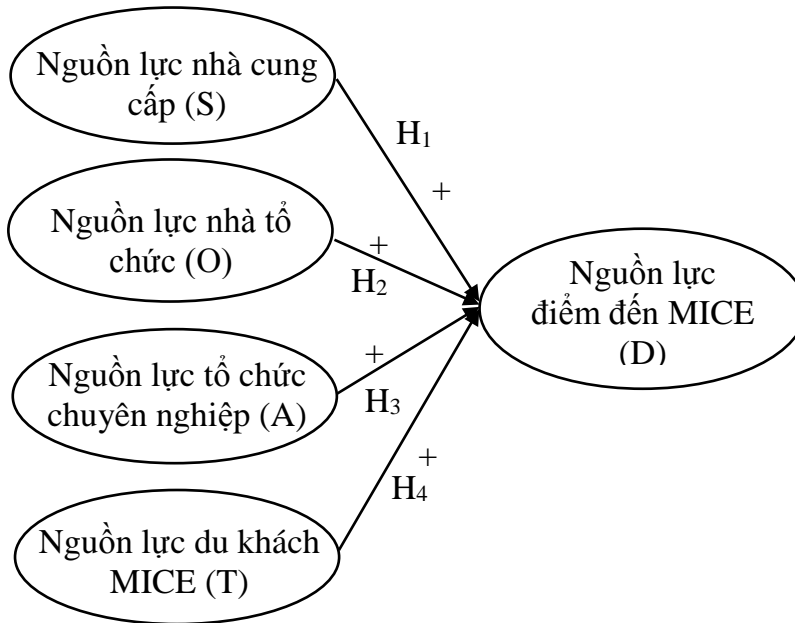 Nguồn lực nhà cung
cấp (S)
H1
+
Nguồn lực nhà tổ
chức (O)
+
H2
Nguồn lực
điểm đến MICE
(D)
Nguồn lực tổ chức
chuyên nghiệp (A)
+
H3
+
H4
Nguồn lực du khách
MICE (T)